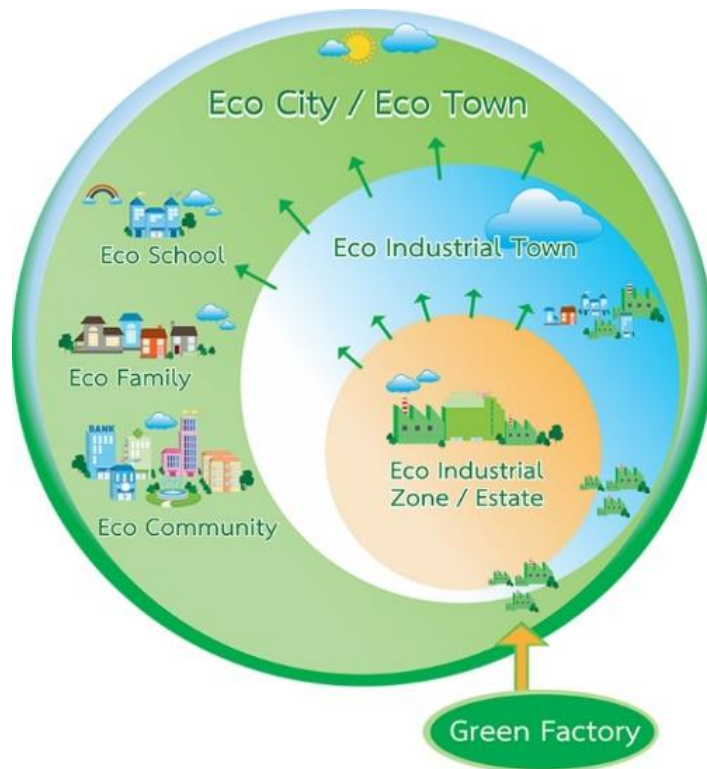 Eco City / Eco Town
Eco School
Eco Industrial Town
Eco Family
BANK
Eco Industrial
Zone / Estate
Eco Community
Green Factory